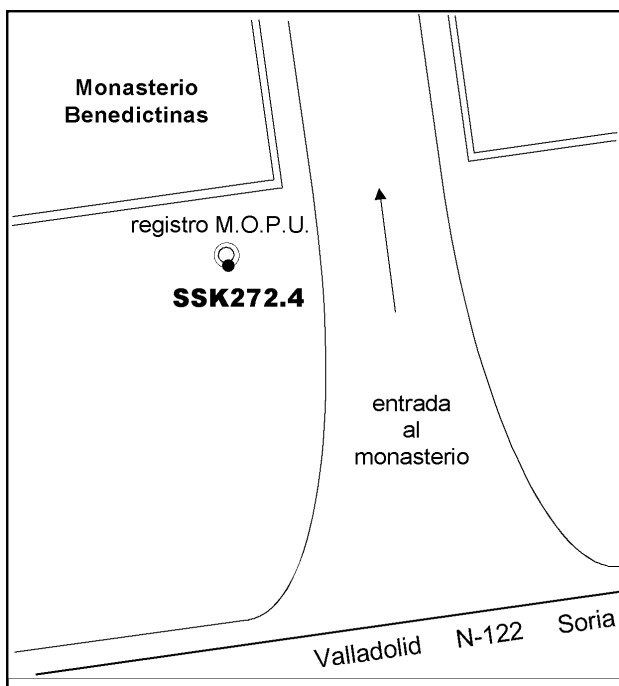 Monasterio
Benedictinas
registro M.O.P.U.
SSK272.4
entrada
al
monasterio
Valladolid N-122 Soria